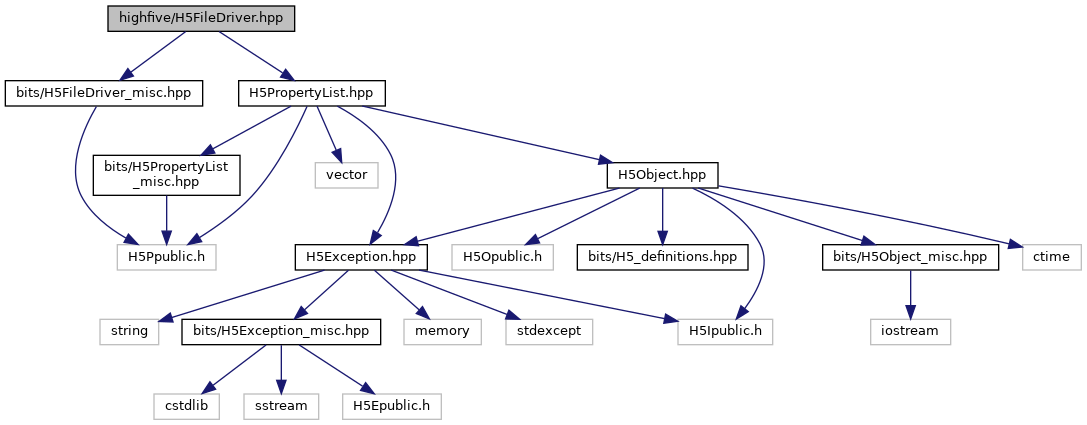 highfive/H5FileDriver.hpp
bits/H5FileDriver_misc.hpp
H5PropertyList.hpp
bits/H5PropertyList
_misc.hpp
vector
H5Object.hpp
H5Ppublic.h
H5Exception.hpp
H5Opublic.h
bits/H5_definitions.hpp
bits/H5Object_misc.hpp
ctime
string
bits/H5Exception_misc.hpp
memory
stdexcept
H5Ipublic.h
iostream
cstdlib
sstream
H5Epublic.h